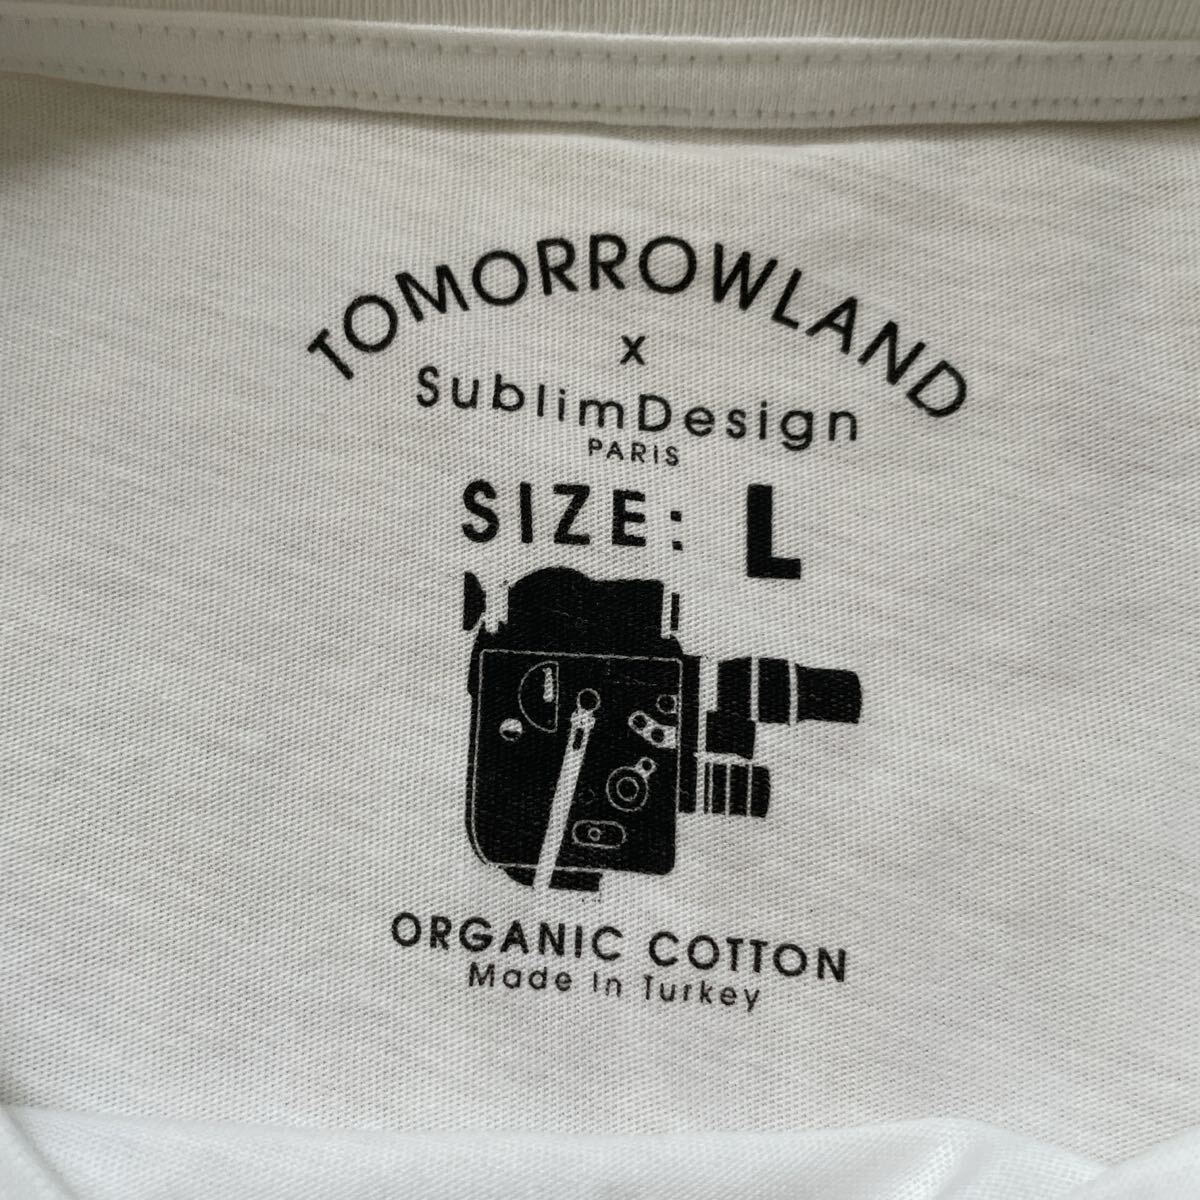 TOMORROWLAND
x
SublimDesign
PARIS
SIZE: L
ORGANIC COTTON
Made In Turkey